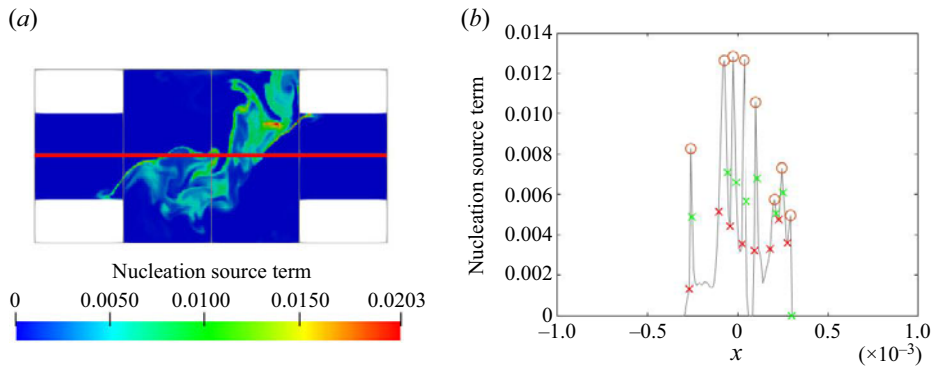 (a)
Nucleation source term
0 0.0050 0.0100 0.0150 0.0203
(b)
Nucleation source term
0.014
0.012
0.010
0.008
0.006
0.004
0.002
0
−1.0 −0.5 0 0.5 1.0
x (×10−3)